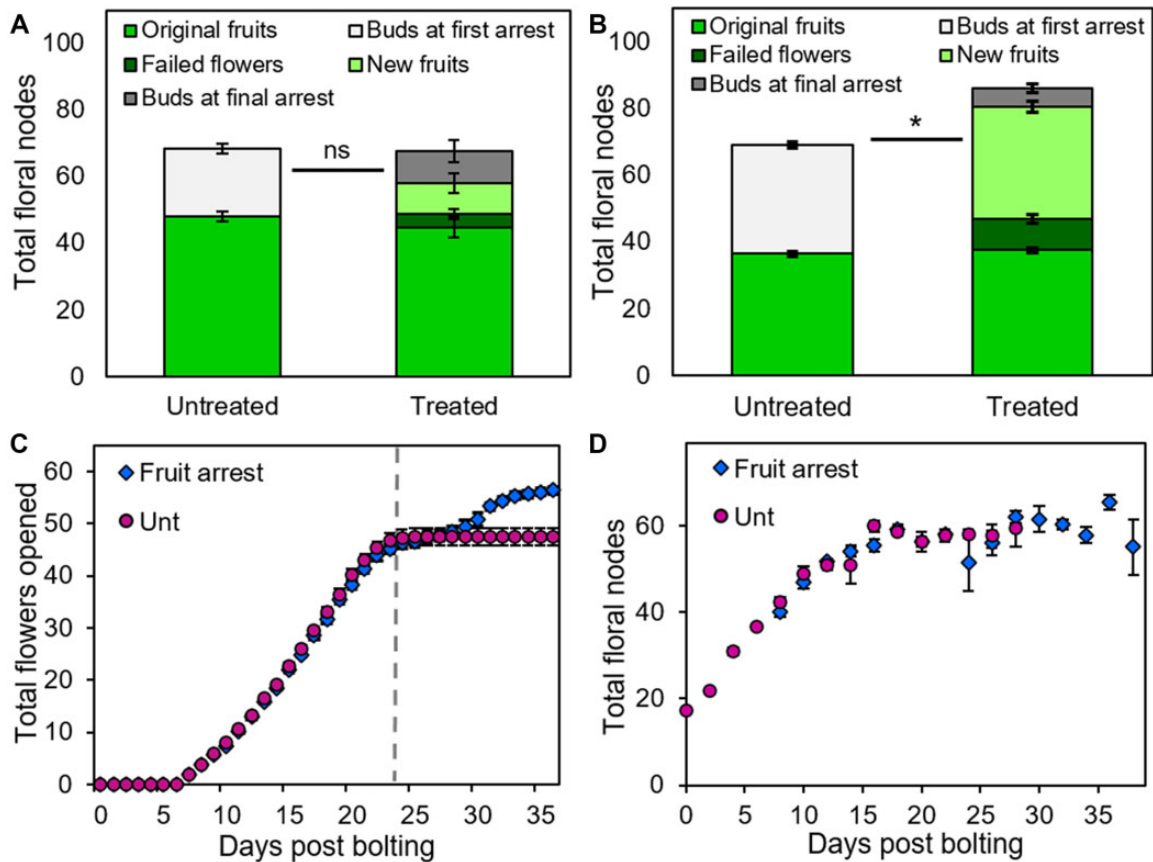 A
Original fruits
Buds at first arrest
Failed flowers
New fruits
Buds at final arrest
ns
Total floral nodes
100
80
60
40
20
0
Untreated
Treated
B
Original fruits
Buds at first arrest
Failed flowers
New fruits
Buds at final arrest
*
Total floral nodes
100
80
60
40
20
0
Untreated
Treated
C
Fruit arrest
Unt
Total flowers opened
60
50
40
30
20
10
0
0 5 10 15 20 25 30 35
Days post bolting
D
Fruit arrest
Unt
Total floral nodes
60
40
20
0
0 5 10 15 20 25 30 35
Days post bolting